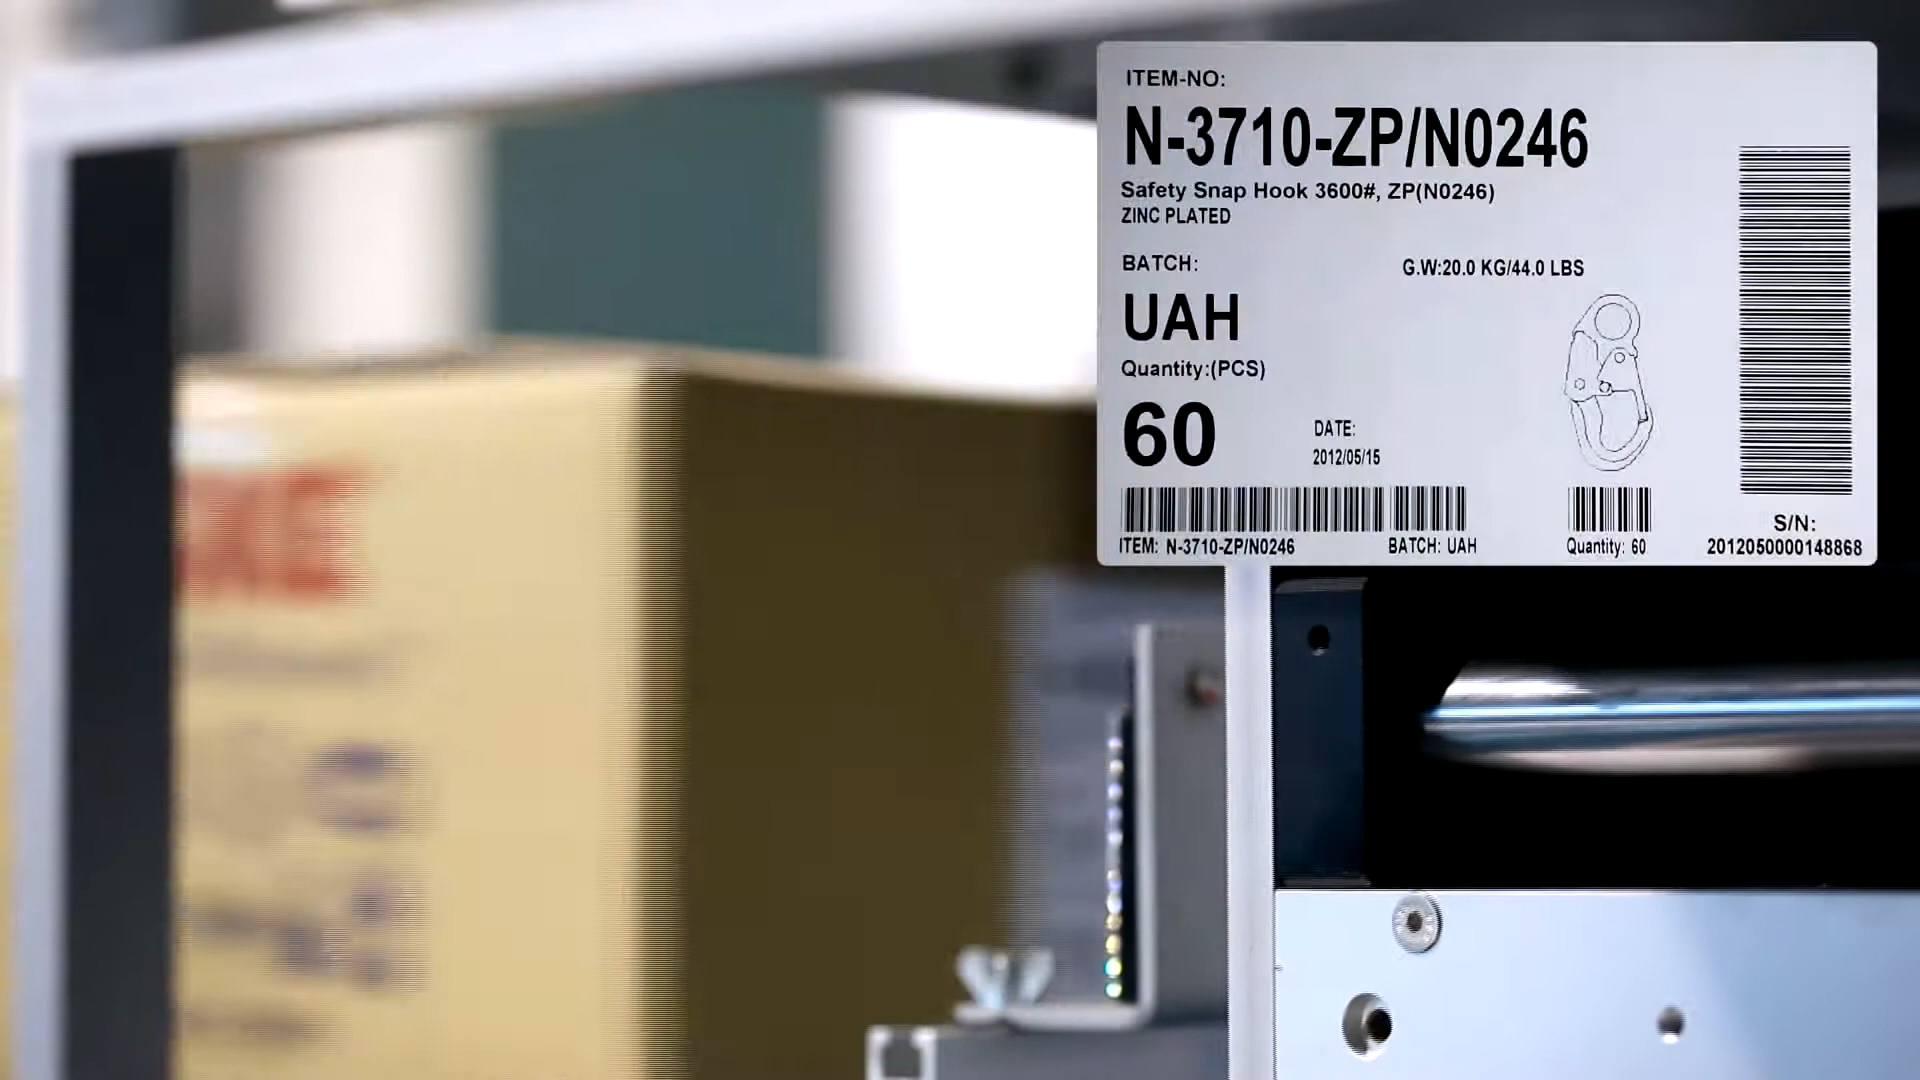 ITEM-NO:
N-3710-ZP/N0246
Safety Snap Hook 3600#, ZP(N0246)
ZINC PLATED
BATCH:
G.W:20.0 KG/44.0 LBS
UAH
Quantity:(PCS)
60
DATE:
2012/05/15
ITEM: N-3710-ZP/N0246
BATCH: UAH
Quantity: 60
S/N:
2012050000148868